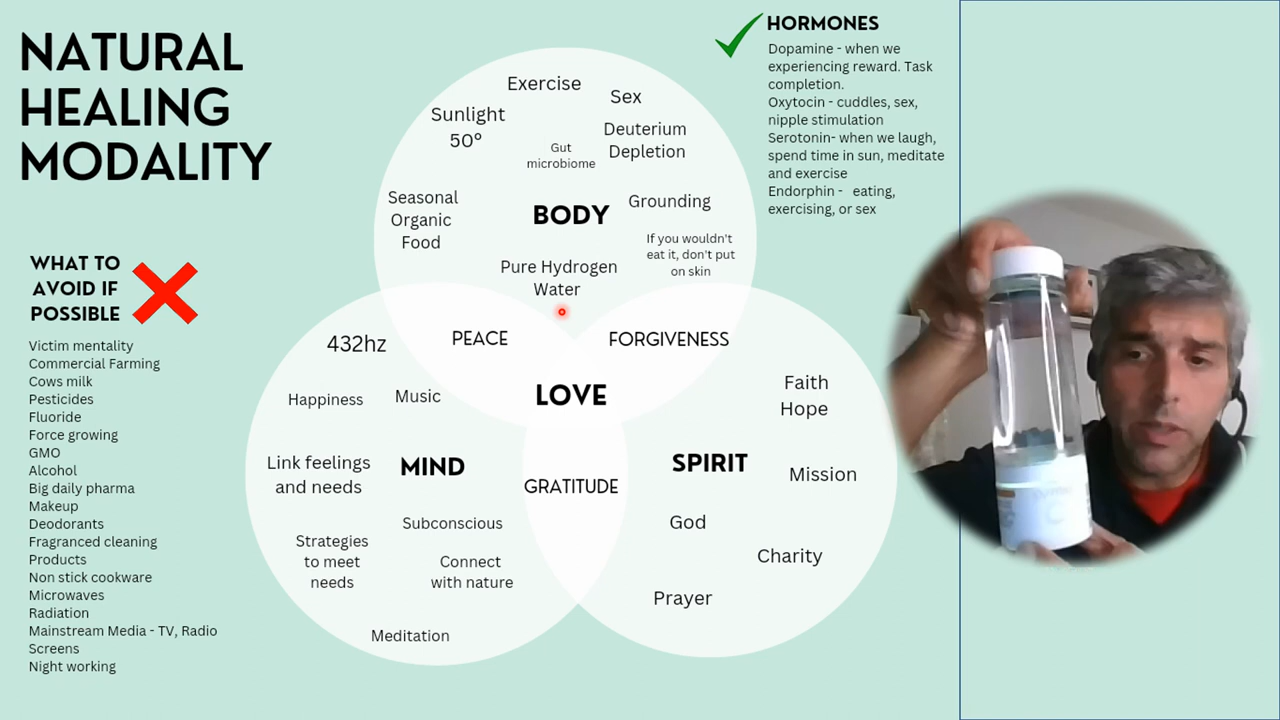 NATURAL
HEALING
MODALITY
WHAT TO
AVOID IF
POSSIBLE
Victim mentality
Commercial Farming
Cows milk
Pesticides
Fluoride
Force growing
GMO
Alcohol
Big daily pharma
Makeup
Deodorants
Fragranced cleaning
Products
Non stick cookware
Microwaves
Radiation
Mainstream Media - TV, Radio
Screens
Night working
Exercise
Sex
Sunlight
50°
Deuterium
Depletion
Gut
microbiome
Seasonal
Organic
Food
BODY
Grounding
If you wouldn't
eat it, don't put
on skin
Pure Hydrogen
Water
PEACE
FORGIVENESS
LOVE
GRATITUDE
432hz
Happiness
Music
Link feelings
and needs
MIND
Subconscious
Strategies
to meet
needs
Connect
with nature
Meditation
Faith
Hope
SPIRIT
Mission
God
Charity
Prayer
HORMONES
Dopamine - when we
experiencing reward. Task
completion.
Oxytocin - cuddles, sex,
nipple stimulation
Serotonin- when we laugh,
spend time in sun, meditate
and exercise
Endorphin - eating,
exercising, or sex